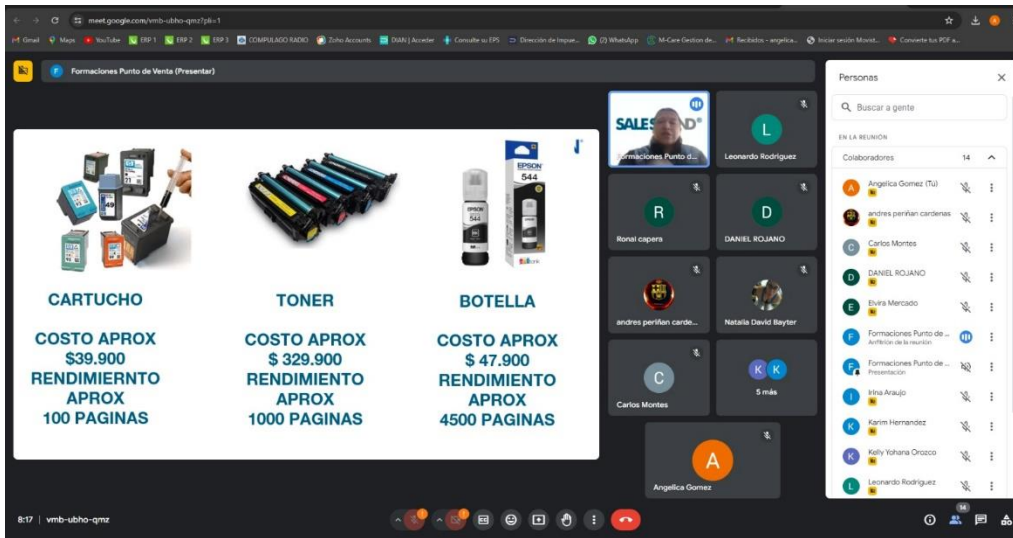 meet.google.com/vmb-ubho-qmz?pli=1
Gmail Maps YouTube ERP 1 ERP 2 ERP 3 COMPULAGO RADIO Zoho Accounts DIAN | Acceder Consulte su EPS Dirección de Impue... (2) WhatsApp M-Care Gestion de... Recibidos - angelica... Iniciar sesión Movist... Convierte tus PDF a...
F Formaciones Punto de Venta (Presentar)
Personas
Buscar a gente
EN LA REUNIÓN
Colaboradores 14
A Angelica Gomez (Tú)
andres periñan cardenas
C Carlos Montes
D DANIEL ROJANO
E Elvira Mercado
F Formaciones Punto de ...
Anfitrión de la reunión
F Formaciones Punto de ...
Presentación
I Irina Araujo
K Karim Hernandez
K Kelly Yohana Orozco
L Leonardo Rodriguez
EPSON
544
EPSON
544
49
CARTUCHO
COSTO APROX
$39.900
RENDIMIERNTO
APROX
100 PAGINAS
TONER
COSTO APROX
$ 329.900
RENDIMIENTO
APROX
1000 PAGINAS
BOTELLA
COSTO APROX
$ 47.900
RENDIMIENTO
APROX
4500 PAGINAS
Formaciones Punto d...
L
Leonardo Rodriguez
R
Ronal capera
D
DANIEL ROJANO
andres periñan carde...
Natalia David Bayter
C
Carlos Montes
K K
5 más
A
Angelica Gomez
8:17 | vmb-ubho-qmz
14